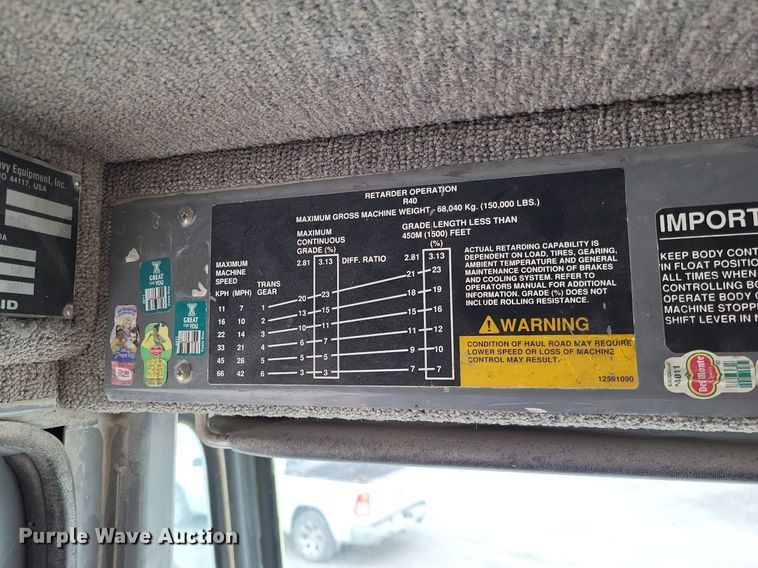 vy Equipment, Inc.
IO 44117, USA
RETARDER OPERATION
R40
MAXIMUM GROSS MACHINE WEIGHT - 68,040 Kg. (150,000 LBS.)
MAXIMUM CONTINUOUS GRADE (%)
GRADE LENGTH LESS THAN 450M (1500) FEET (%)
2.81 3.13 DIFF. RATIO 2.81 3.13
MAXIMUM MACHINE SPEED
KPH (MPH) TRANS GEAR
11 7 1 20 23 21 23
16 10 2 13 15 18 19
22 14 3 10 11 15 16
33 21 4 7 8 11 12
45 28 5 5 5 9 10
66 42 6 3 3 7 7
ACTUAL RETARDING CAPABILITY IS
DEPENDENT ON LOAD, TIRES, GEARING,
AMBIENT TEMPERATURE AND GENERAL
MAINTENANCE CONDITION OF BRAKES
AND COOLING SYSTEM. REFER TO
OPERATORS MANUAL FOR ADDITIONAL
INFORMATION. GRADE (%) DOES NOT
INCLUDE ROLLING RESISTANCE.
WARNING
CONDITION OF HAUL ROAD MAY REQUIRE
LOWER SPEED OR LOSS OF MACHINE
CONTROL MAY RESULT.
12591090
IMPORT
KEEP BODY CONT
IN FLOAT POSITIO
ALL TIMES WHEN
CONTROLLING BO
OPERATE BODY C
MACHINE STOPPE
SHIFT LEVER IN N
GREAT FOR YOU
GREAT FOR YOU
Del Monte
4011
Purple Wave Auction